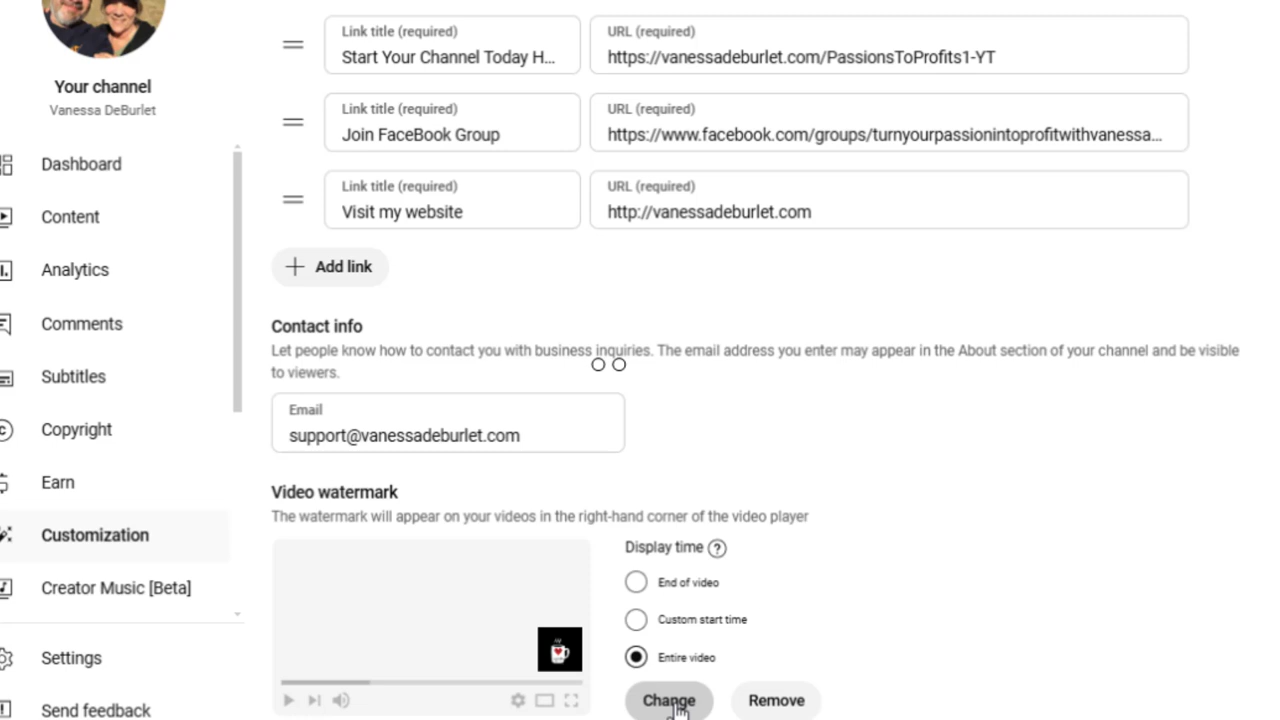 Your channel
Vanessa DeBurlet
Dashboard
Content
Analytics
Comments
Subtitles
Copyright
Earn
Customization
Creator Music [Beta]
Settings
Send feedback
Link title (required)
Start Your Channel Today H...
URL (required)
https://vanessadeburlet.com/PassionsToProfits1-YT
Link title (required)
Join FaceBook Group
URL (required)
https://www.facebook.com/groups/turnyourpassionintoprofitwithvanessa...
Link title (required)
Visit my website
URL (required)
http://vanessadeburlet.com
Add link
Contact info
Let people know how to contact you with business inquiries. The email address you enter may appear in the About section of your channel and be visible
to viewers.
Email
support@vanessadeburlet.com
Video watermark
The watermark will appear on your videos in the right-hand corner of the video player
Display time
End of video
Custom start time
Entire video
Change
Remove